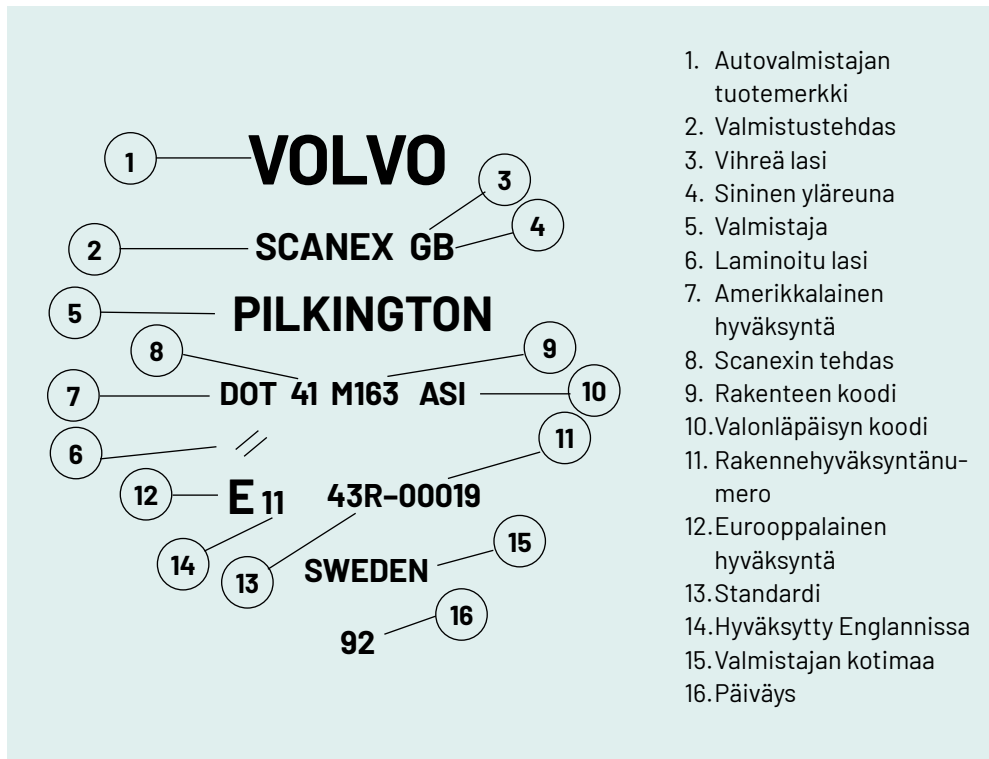 1
VOLVO
3
4
2
SCANEX GB
5
PILKINGTON
8
9
7
DOT 41 M163 ASI
10
6
//
11
12
E 11 43R-00019
14
13
SWEDEN
15
92
16
1. Autovalmistajan
tuotemerkki
2. Valmistustehdas
3. Vihreä lasi
4. Sininen yläreuna
5. Valmistaja
6. Laminoitu lasi
7. Amerikkalainen
hyväksyntä
8. Scanexin tehdas
9. Rakenteen koodi
10.Valonläpäisyn koodi
11. Rakennehyväksyntänu-
mero
12.Eurooppalainen
hyväksyntä
13.Standardi
14.Hyväksytty Englannissa
15.Valmistajan kotimaa
16.Päiväys